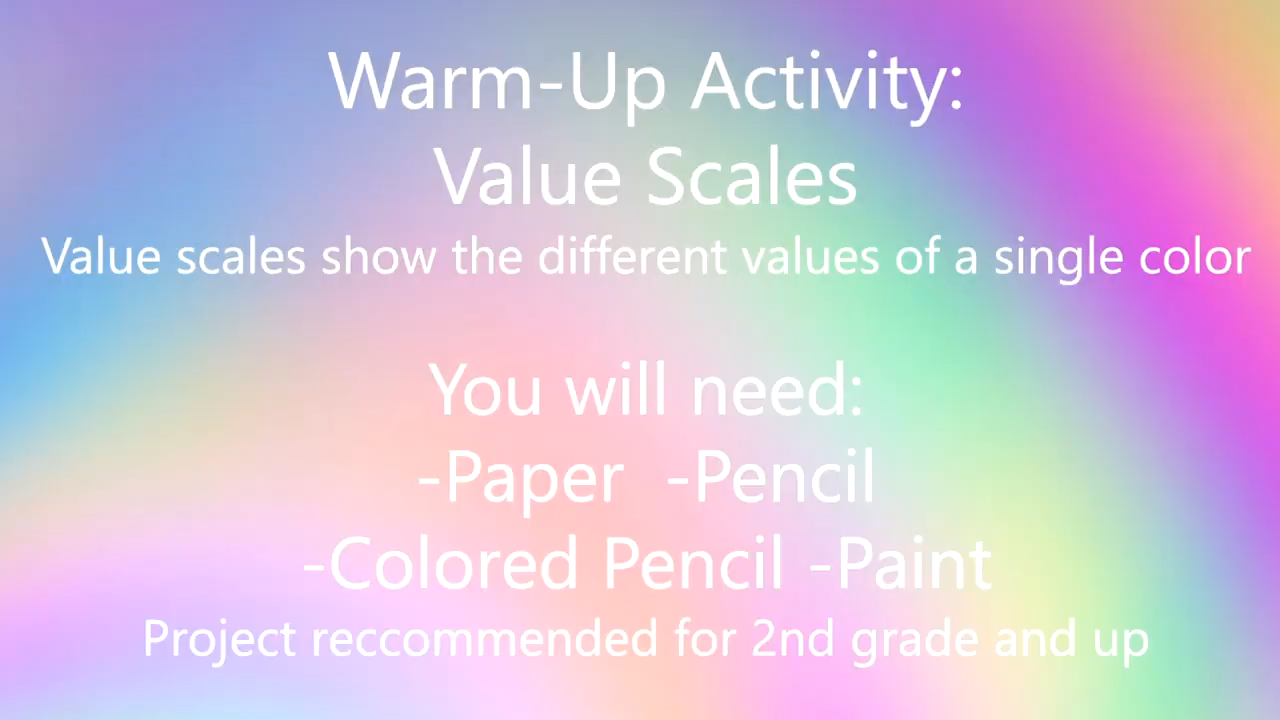 Warm-Up Activity:
Value Scales
Value scales show the different values of a single color
You will need:
-Paper  -Pencil
-Colored Pencil -Paint
Project reccommended for 2nd grade and up